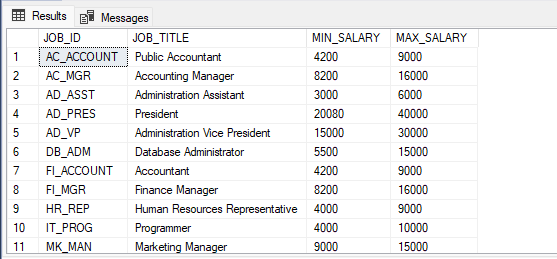 Results Messages
JOB_ID JOB_TITLE MIN_SALARY MAX_SALARY
1 AC_ACCOUNT Public Accountant 4200 9000
2 AC_MGR Accounting Manager 8200 16000
3 AD_ASST Administration Assistant 3000 6000
4 AD_PRES President 20080 40000
5 AD_VP Administration Vice President 15000 30000
6 DB_ADM Database Administrator 5500 15000
7 FI_ACCOUNT Accountant 4200 9000
8 FI_MGR Finance Manager 8200 16000
9 HR_REP Human Resources Representative 4000 9000
10 IT_PROG Programmer 4000 10000
11 MK_MAN Marketing Manager 9000 15000